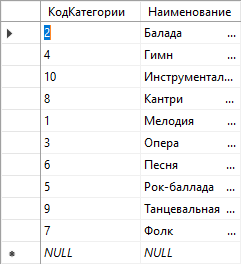 КодКатегории Наименование
2 Балада ...
4 Гимн ...
10 Инструментал...
8 Кантри ...
1 Мелодия ...
3 Опера ...
6 Песня ...
5 Рок-баллада ...
9 Танцевальная ...
7 Фолк ...
NULL NULL